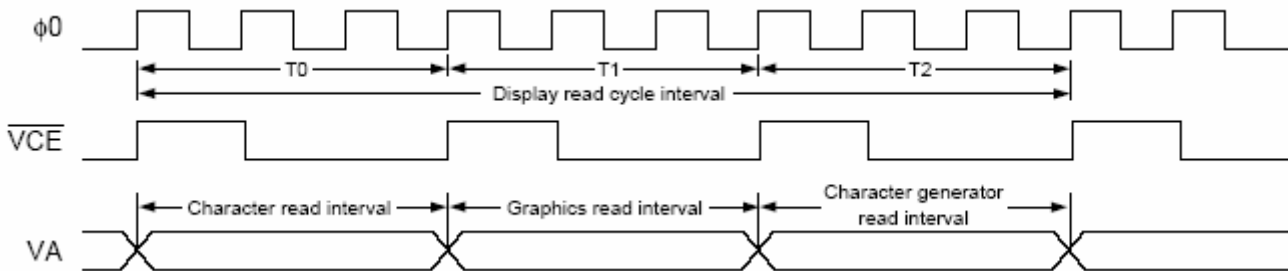 ϕ0
T0 T1 T2
Display read cycle interval
VCE
Character read interval Graphics read interval Character generator
read interval
VA